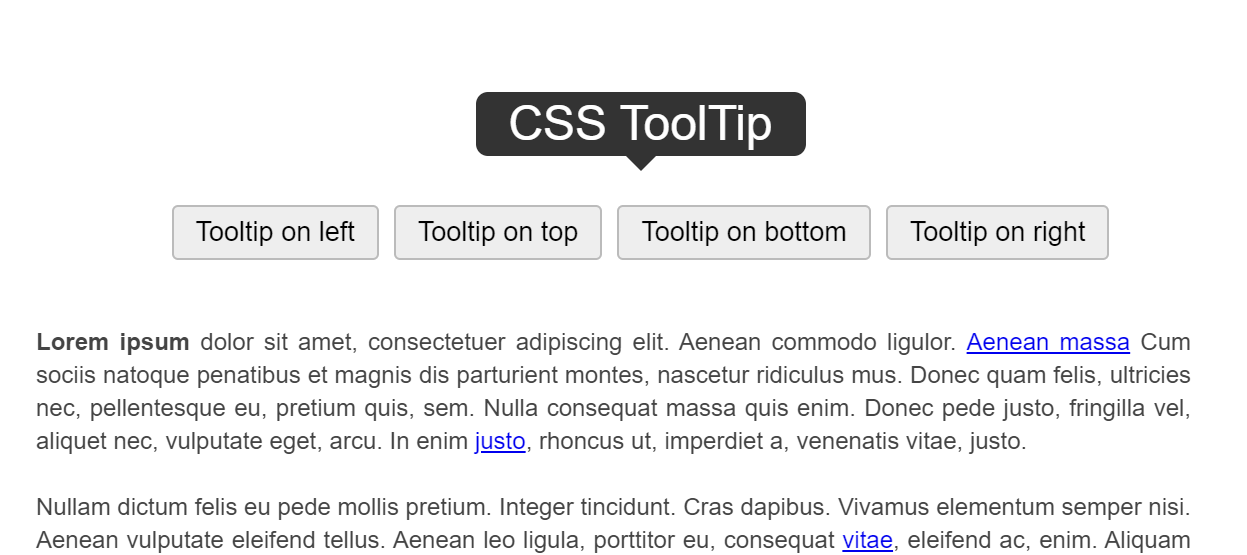 CSS ToolTip
Tooltip on left Tooltip on top Tooltip on bottom Tooltip on right
Lorem ipsum dolor sit amet, consectetuer adipiscing elit. Aenean commodo ligulor. Aenean massa Cum
sociis natoque penatibus et magnis dis parturient montes, nascetur ridiculus mus. Donec quam felis, ultricies
nec, pellentesque eu, pretium quis, sem. Nulla consequat massa quis enim. Donec pede justo, fringilla vel,
aliquet nec, vulputate eget, arcu. In enim justo, rhoncus ut, imperdiet a, venenatis vitae, justo.
Nullam dictum felis eu pede mollis pretium. Integer tincidunt. Cras dapibus. Vivamus elementum semper nisi.
Aenean vulputate eleifend tellus. Aenean leo ligula, porttitor eu, consequat vitae, eleifend ac, enim. Aliquam